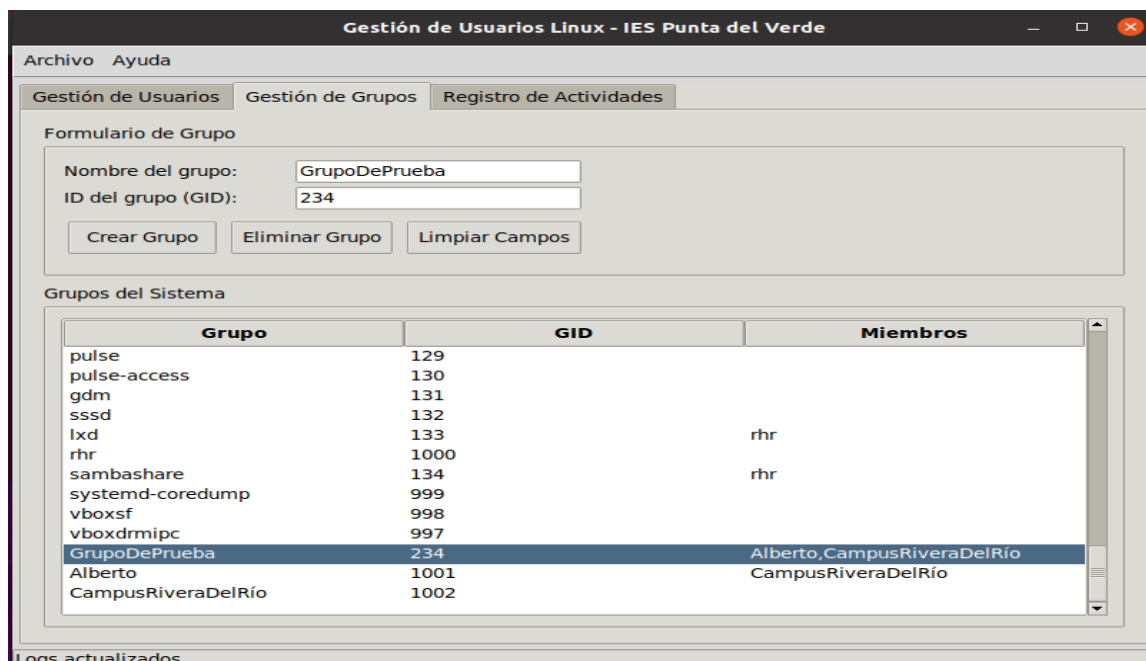 Gestión de Usuarios Linux - IES Punta del Verde
Archivo Ayuda
Gestión de Usuarios Gestión de Grupos Registro de Actividades
Formulario de Grupo
Nombre del grupo: GrupoDePrueba
ID del grupo (GID): 234
Crear Grupo Eliminar Grupo Limpiar Campos
Grupos del Sistema
Grupo GID Miembros
pulse 129
pulse-access 130
gdm 131
sssd 132
lxd 133 rhr
rhr 1000
sambashare 134 rhr
systemd-coredump 999
vboxsf 998
vboxdrmipc 997
GrupoDePrueba 234 Alberto,CampusRiveraDelRío
Alberto 1001 CampusRiveraDelRío
CampusRiveraDelRío 1002
Logs actualizados